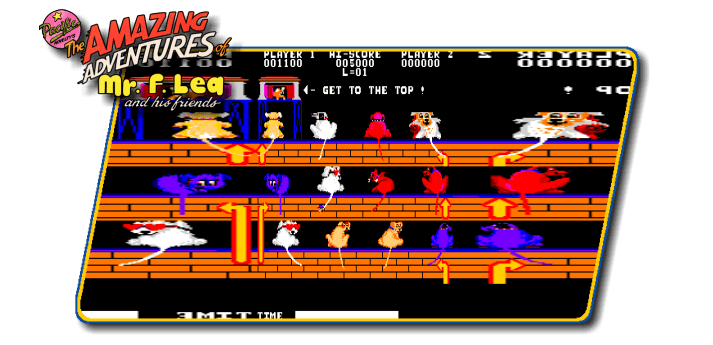 Pacific
NOVELTY
The AMAZING
ADVENTURES of
Mr. F. Lea
and his friends
PLAYER 1 HI-SCORE PLAYER 2
001100 005000 000000
L=01
<- GET TO THE TOP !
TIME